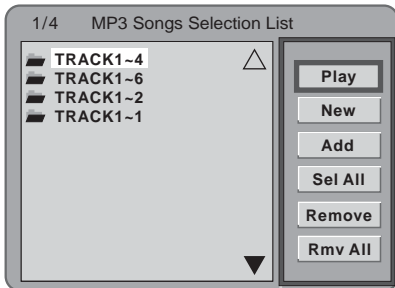 1/4 MP3 Songs Selection List
TRACK1~4
TRACK1~6
TRACK1~2
TRACK1~1
Play
New
Add
Sel All
Remove
Rmv All